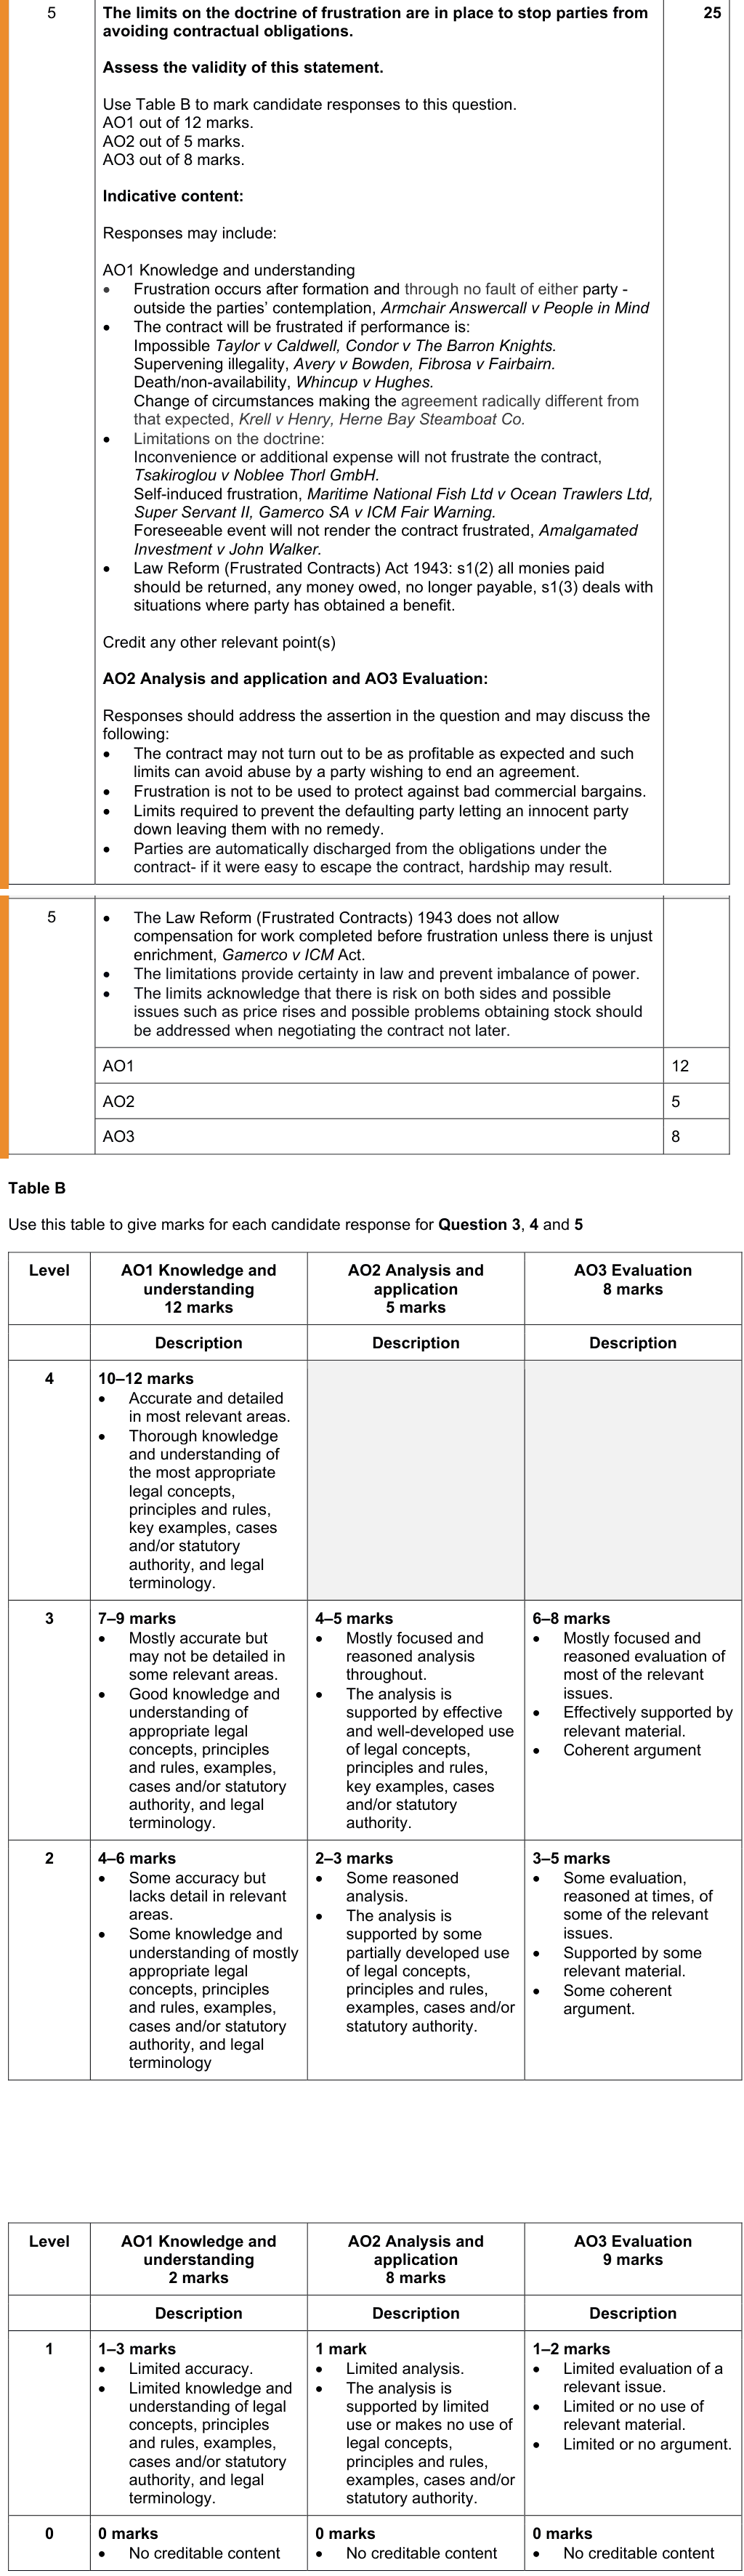 5
The limits on the doctrine of frustration are in place to stop parties from
avoiding contractual obligations.
25
Assess the validity of this statement.
Use Table B to mark candidate responses to this question.
AO1 out of 12 marks.
AO2 out of 5 marks.
AO3 out of 8 marks.
Indicative content:
Responses may include:
AO1 Knowledge and understanding
• Frustration occurs after formation and through no fault of either party -
outside the parties' contemplation, Armchair Answercall v People in Mind
• The contract will be frustrated if performance is:
Impossible Taylor v Caldwell, Condor v The Barron Knights.
Supervening illegality, Avery v Bowden, Fibrosa v Fairbairn.
Death/non-availability, Whincup v Hughes.
Change of circumstances making the agreement radically different from
that expected, Krell v Henry, Herne Bay Steamboat Co.
• Limitations on the doctrine:
Inconvenience or additional expense will not frustrate the contract,
Tsakiroglou v Noblee Thorl GmbH.
Self-induced frustration, Maritime National Fish Ltd v Ocean Trawlers Ltd,
Super Servant II, Gamerco SA v ICM Fair Warning.
Foreseeable event will not render the contract frustrated, Amalgamated
Investment v John Walker.
• Law Reform (Frustrated Contracts) Act 1943: s1(2) all monies paid
should be returned, any money owed, no longer payable, s1(3) deals with
situations where party has obtained a benefit.
Credit any other relevant point(s)
AO2 Analysis and application and AO3 Evaluation:
Responses should address the assertion in the question and may discuss the
following:
• The contract may not turn out to be as profitable as expected and such
limits can avoid abuse by a party wishing to end an agreement.
• Frustration is not to be used to protect against bad commercial bargains.
• Limits required to prevent the defaulting party letting an innocent party
down leaving them with no remedy.
• Parties are automatically discharged from the obligations under the
contract- if it were easy to escape the contract, hardship may result.
5
• The Law Reform (Frustrated Contracts) 1943 does not allow
compensation for work completed before frustration unless there is unjust
enrichment, Gamerco v ICM Act.
• The limitations provide certainty in law and prevent imbalance of power.
• The limits acknowledge that there is risk on both sides and possible
issues such as price rises and possible problems obtaining stock should
be addressed when negotiating the contract not later.
AO1 12
AO2 5
AO3 8
Table B
Use this table to give marks for each candidate response for Question 3, 4 and 5
Level
AO1 Knowledge and
understanding
12 marks
AO2 Analysis and
application
5 marks
AO3 Evaluation
8 marks
Description
Description
Description
4
10–12 marks
• Accurate and detailed
in most relevant areas.
• Thorough knowledge
and understanding of
the most appropriate
legal concepts,
principles and rules,
key examples, cases
and/or statutory
authority, and legal
terminology.
3
7–9 marks
• Mostly accurate but
may not be detailed in
some relevant areas.
• Good knowledge and
understanding of
appropriate legal
concepts, principles
and rules, examples,
cases and/or statutory
authority, and legal
terminology.
4–5 marks
• Mostly focused and
reasoned analysis
throughout.
• The analysis is
supported by effective
and well-developed use
of legal concepts,
principles and rules,
key examples, cases
and/or statutory
authority.
6–8 marks
• Mostly focused and
reasoned evaluation of
most of the relevant
issues.
• Effectively supported by
relevant material.
• Coherent argument
2
4–6 marks
• Some accuracy but
lacks detail in relevant
areas.
• Some knowledge and
understanding of mostly
appropriate legal
concepts, principles
and rules, examples,
cases and/or statutory
authority, and legal
terminology
2–3 marks
• Some reasoned
analysis.
• The analysis is
supported by some
partially developed use
of legal concepts,
principles and rules,
examples, cases and/or
statutory authority.
3–5 marks
• Some evaluation,
reasoned at times, of
some of the relevant
issues.
• Supported by some
relevant material.
• Some coherent
argument.
Level
AO1 Knowledge and
understanding
2 marks
AO2 Analysis and
application
8 marks
AO3 Evaluation
9 marks
Description
Description
Description
1
1–3 marks
• Limited accuracy.
• Limited knowledge and
understanding of legal
concepts, principles
and rules, examples,
cases and/or statutory
authority, and legal
terminology.
1 mark
• Limited analysis.
• The analysis is
supported by limited
use or makes no use of
legal concepts,
principles and rules,
examples, cases and/or
statutory authority.
1–2 marks
• Limited evaluation of a
relevant issue.
• Limited or no use of
relevant material.
• Limited or no argument.
0
0 marks
• No creditable content
0 marks
• No creditable content
0 marks
• No creditable content